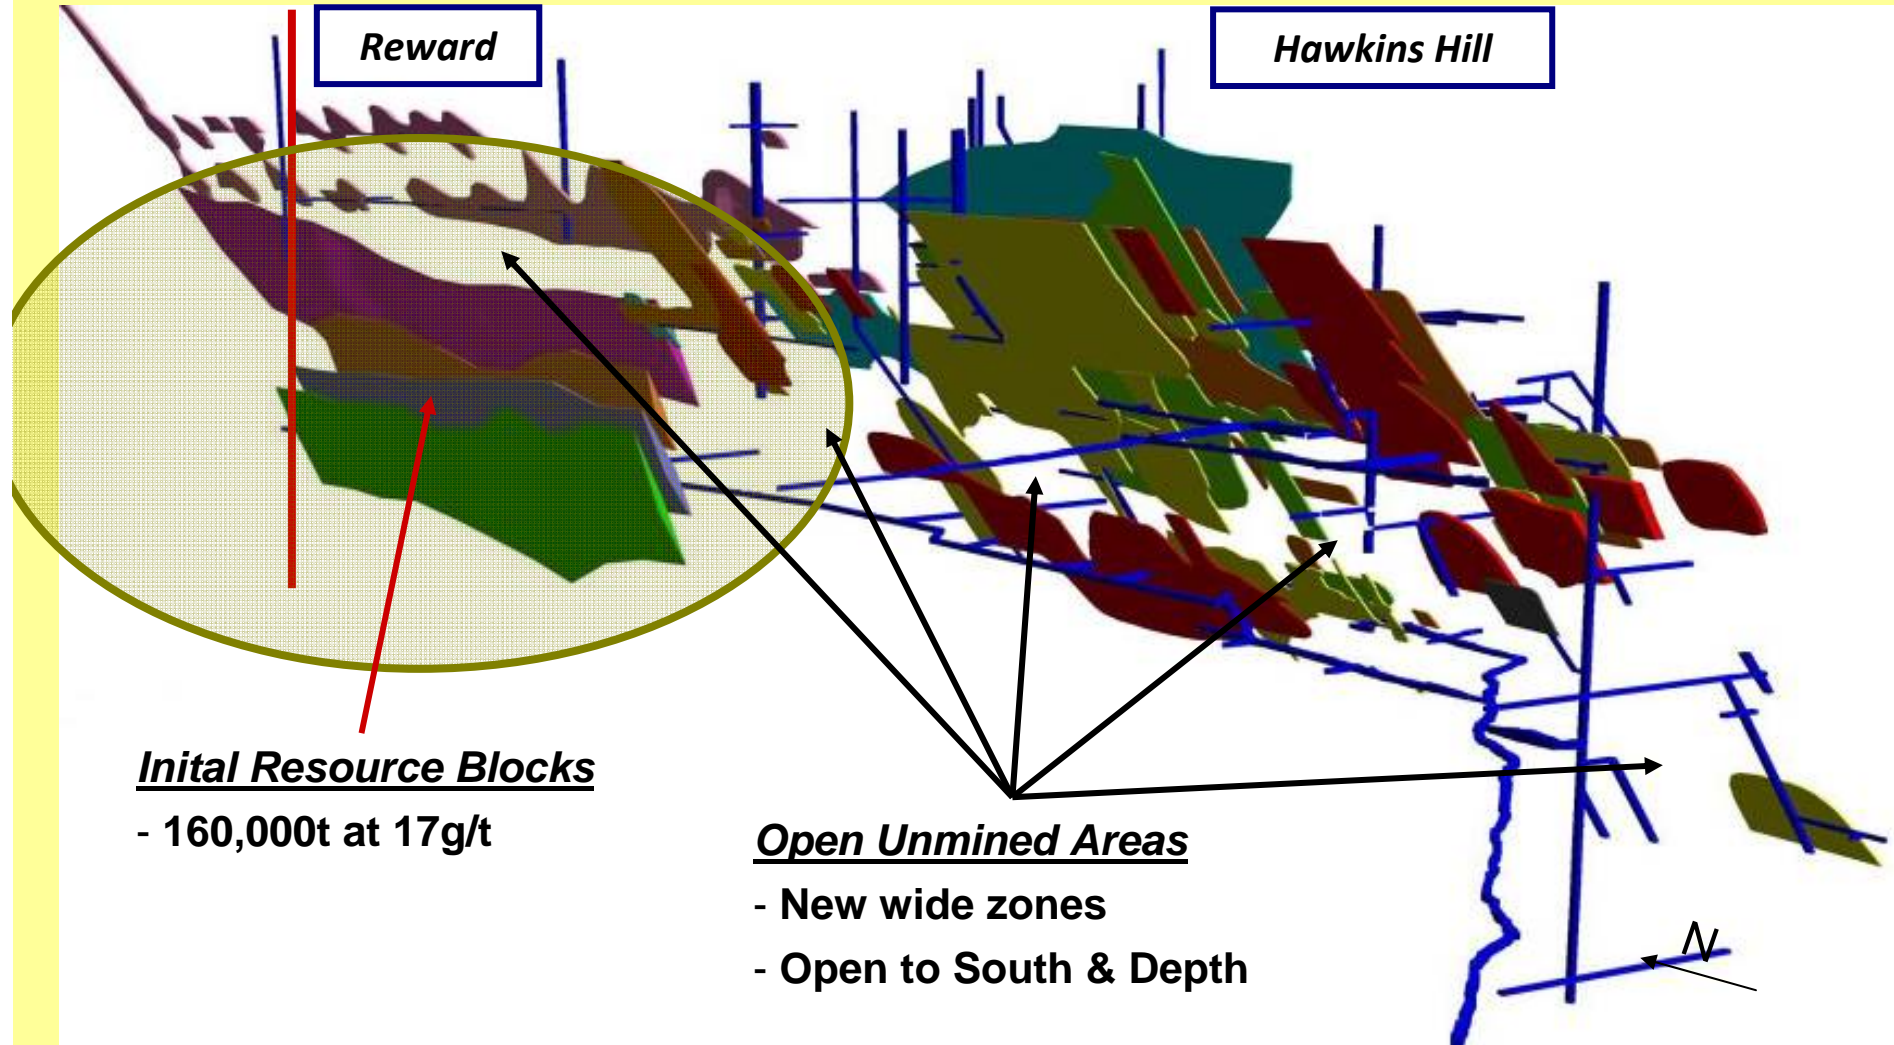 Reward
Hawkins Hill
Inital Resource Blocks
- 160,000t at 17g/t
Open Unmined Areas
- New wide zones
- Open to South & Depth
N